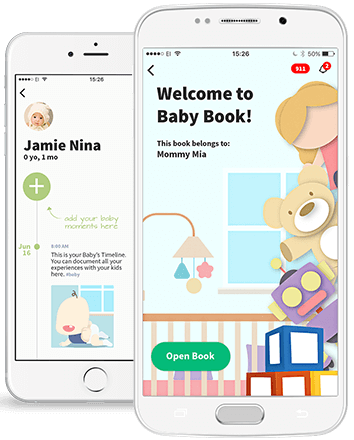 15:26
Jamie Nina
0 yo, 1 mo
add your baby
moments here
Jun
16
5:00 AM
This is your Baby's Timeline.
You can document all your
experiences with your kids
here. #baby
15:26
50%
911
2
Welcome to
Baby Book!
This book belongs to:
Mommy Mia
Open Book